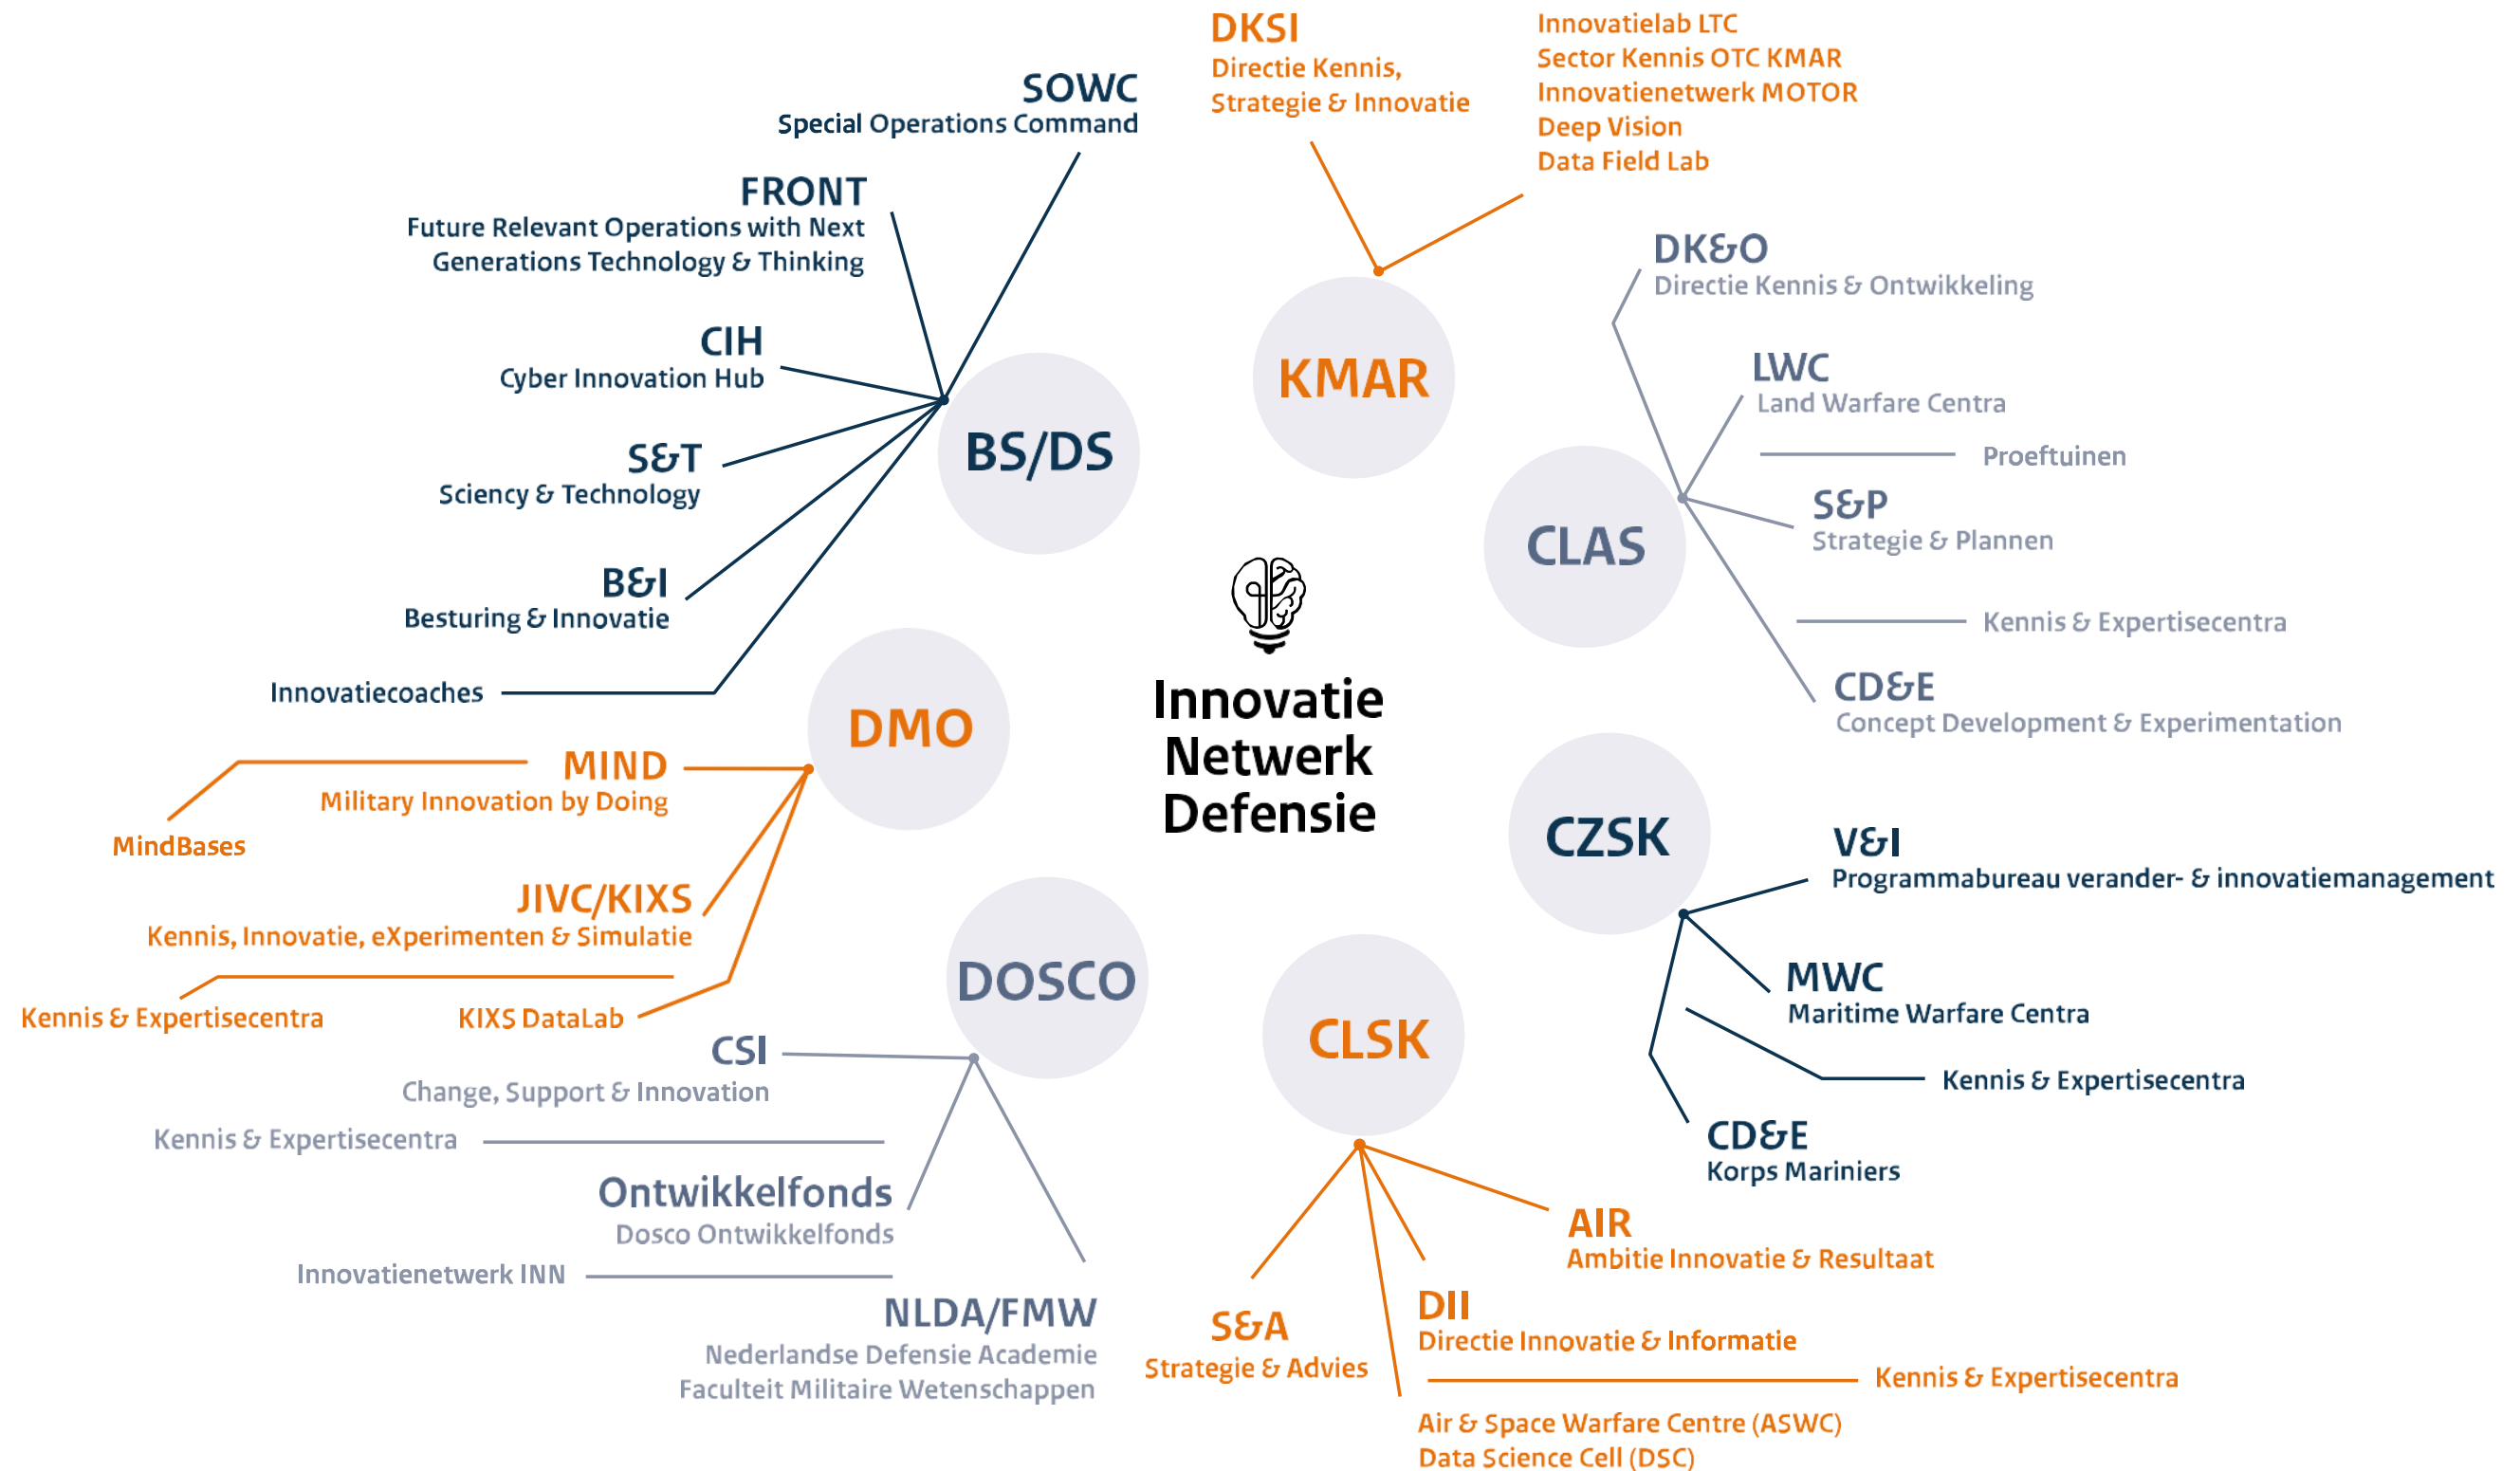 DKSI
Directie Kennis,
Strategie & Innovatie
Innovatielab LTC
Sector Kennis OTC KMAR
Innovatienetwerk MOTOR
Deep Vision
Data Field Lab
KMAR
SOWC
Special Operations Command
FRONT
Future Relevant Operations with Next
Generations Technology & Thinking
CIH
Cyber Innovation Hub
S&T
Sciency & Technology
B&I
Besturing & Innovatie
Innovatiecoaches
BS/DS
DK&O
Directie Kennis & Ontwikkeling
LWC
Land Warfare Centra
Proeftuinen
S&P
Strategie & Plannen
Kennis & Expertisecentra
CD&E
Concept Development & Experimentation
CLAS
Innovatie
Netwerk
Defensie
DMO
MIND
Military Innovation by Doing
MindBases
JIVC/KIXS
Kennis, Innovatie, eXperimenten & Simulatie
Kennis & Expertisecentra
KIXS DataLab
CZSK
V&I
Programmabureau verander- & innovatiemanagement
MWC
Maritime Warfare Centra
Kennis & Expertisecentra
CD&E
Korps Mariniers
DOSCO
CSI
Change, Support & Innovation
Kennis & Expertisecentra
Ontwikkelfonds
Dosco Ontwikkelfonds
Innovatienetwerk INN
NLDA/FMW
Nederlandse Defensie Academie
Faculteit Militaire Wetenschappen
CLSK
AIR
Ambitie Innovatie & Resultaat
DII
Directie Innovatie & Informatie
S&A
Strategie & Advies
Kennis & Expertisecentra
Air & Space Warfare Centre (ASWC)
Data Science Cell (DSC)